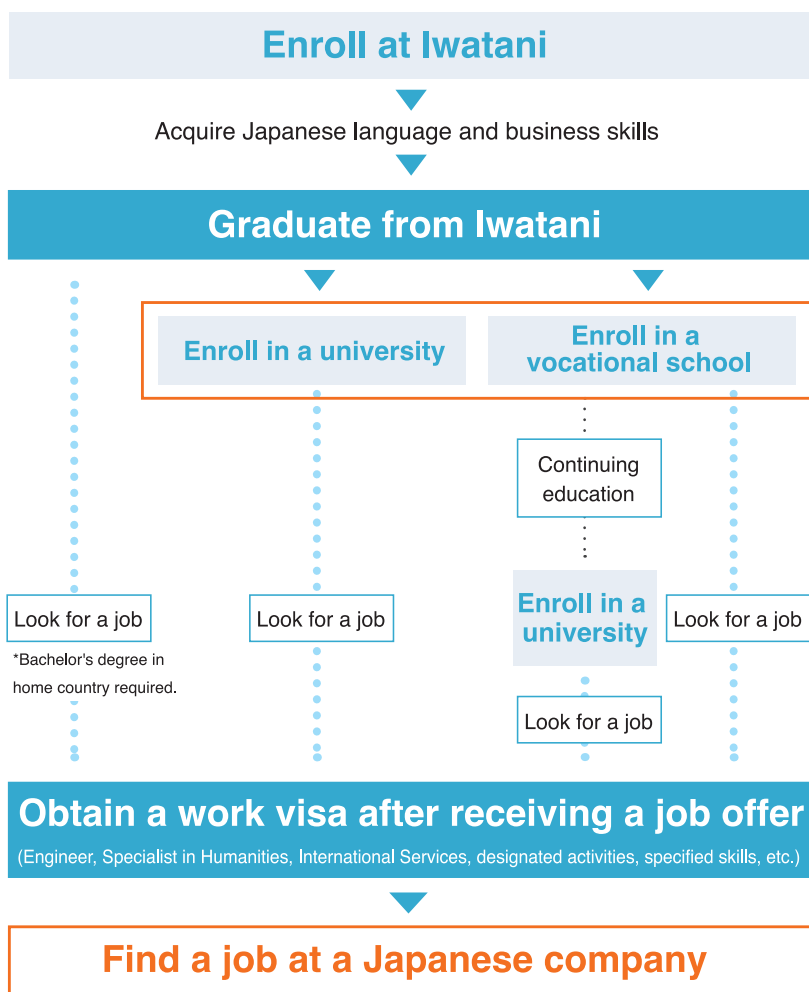 Enroll at Iwatani
Acquire Japanese language and business skills
Graduate from Iwatani
Enroll in a university
Enroll in a
vocational school
Continuing
education
Enroll in a
university
Look for a job
Look for a job
Look for a job
*Bachelor's degree in
home country required.
Look for a job
Obtain a work visa after receiving a job offer
(Engineer, Specialist in Humanities, International Services, designated activities, specified skills, etc.)
Find a job at a Japanese company